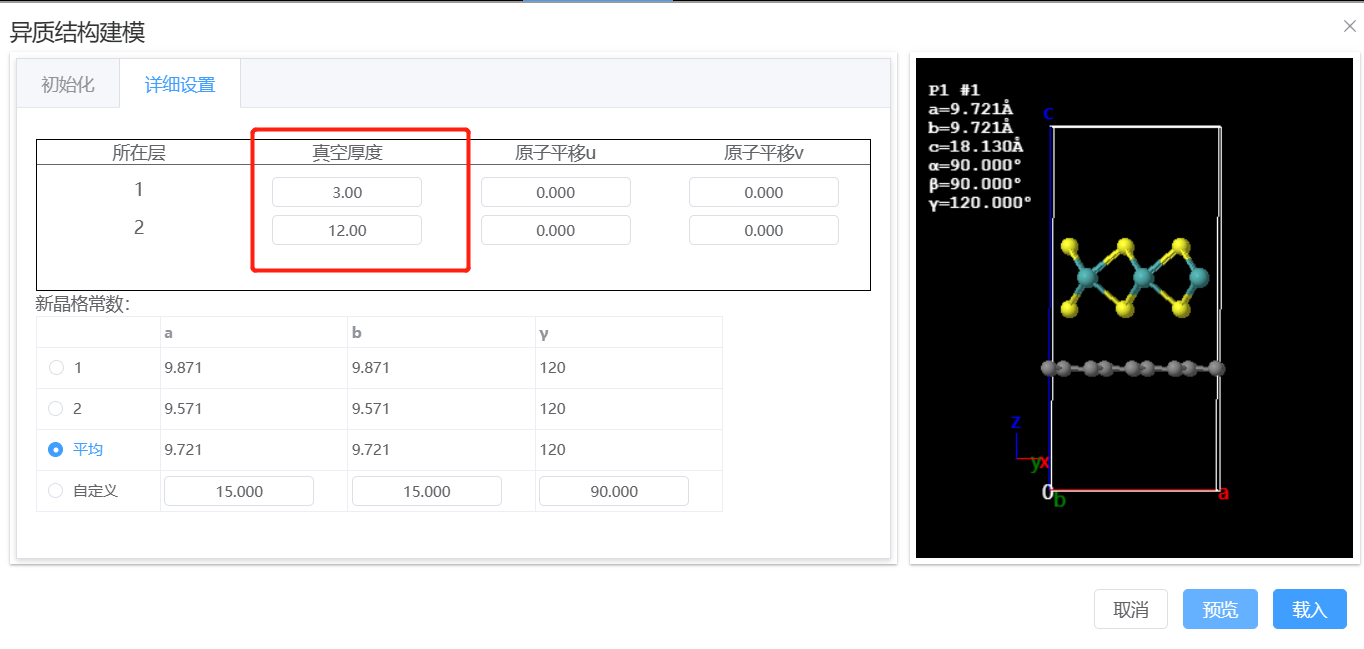 异质结构建模
初始化 详细设置
所在层 真空厚度 原子平移u 原子平移v
1 3.00 0.000 0.000
2 12.00 0.000 0.000
新晶格常数:
a b γ
1 9.871 9.871 120
2 9.571 9.571 120
平均 9.721 9.721 120
自定义 15.000 15.000 90.000
P1 #1
a=9.721Å
b=9.721Å
c=18.130Å
α=90.000°
β=90.000°
γ=120.000°
c
z
y x
0 b a
取消 预览 载入